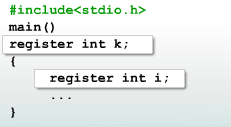 #include<stdio.h>
main()
register int k;
{
register int i;
...
}